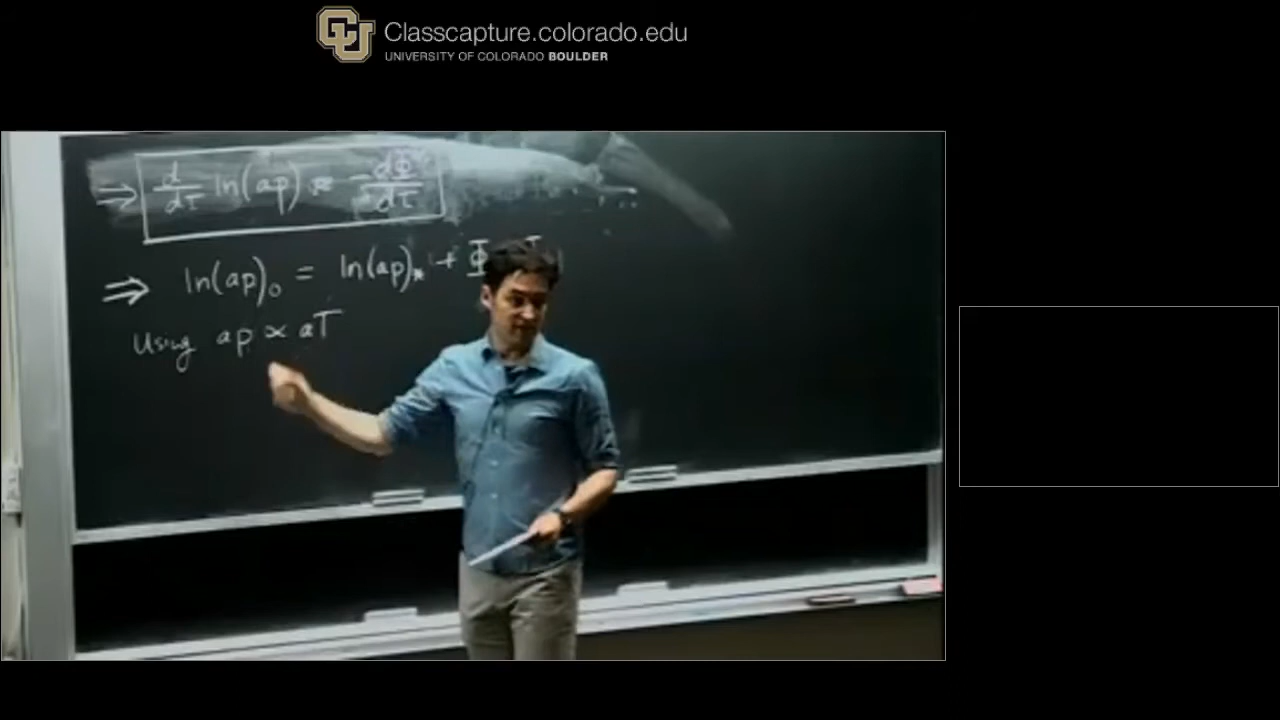 CU
Classcapture.colorado.edu
UNIVERSITY OF COLORADO BOULDER
⇒ d/dτ ln(ap) = -dΦ/dτ
⇒ ln(ap)₀ = ln(ap)* + Φ
Using ap ∝ aT